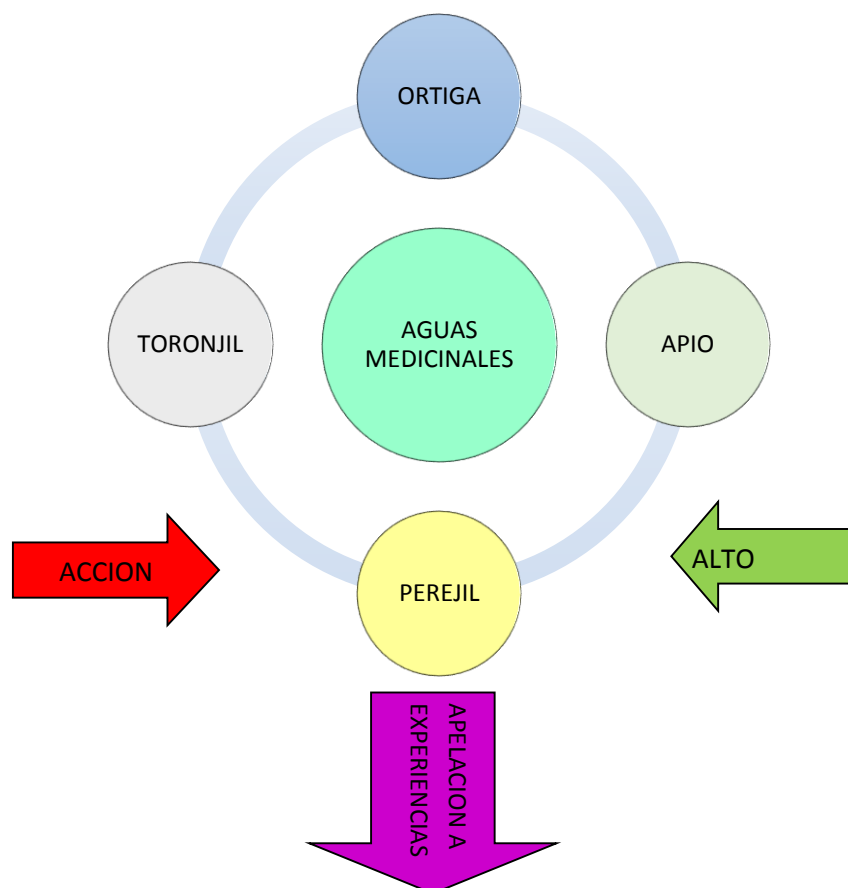 ORTIGA
TORONJIL
AGUAS
MEDICINALES
APIO
ACCION
ALTO
PEREJIL
APELACION A
EXPERIENCIAS